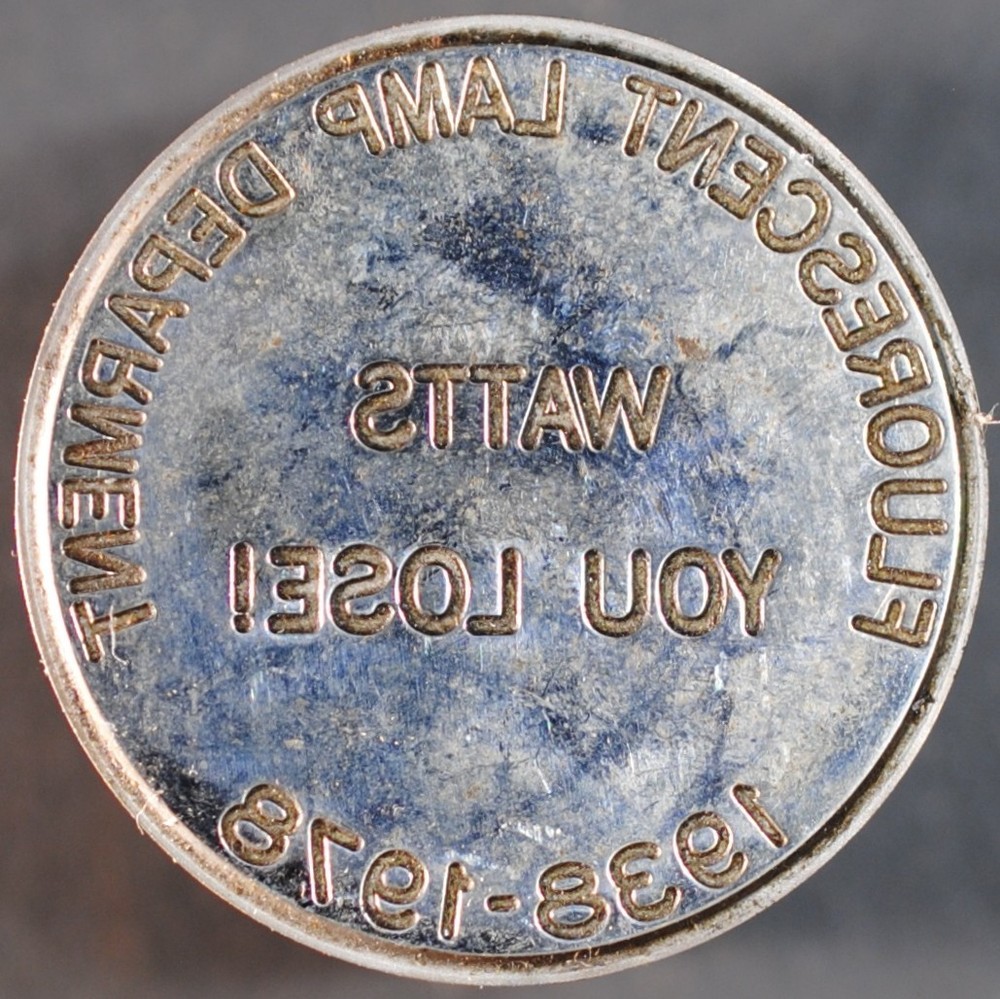 FLUORESCENT LAMP DEPARMENT
WATTS
YOU LOSE!
1938-1978